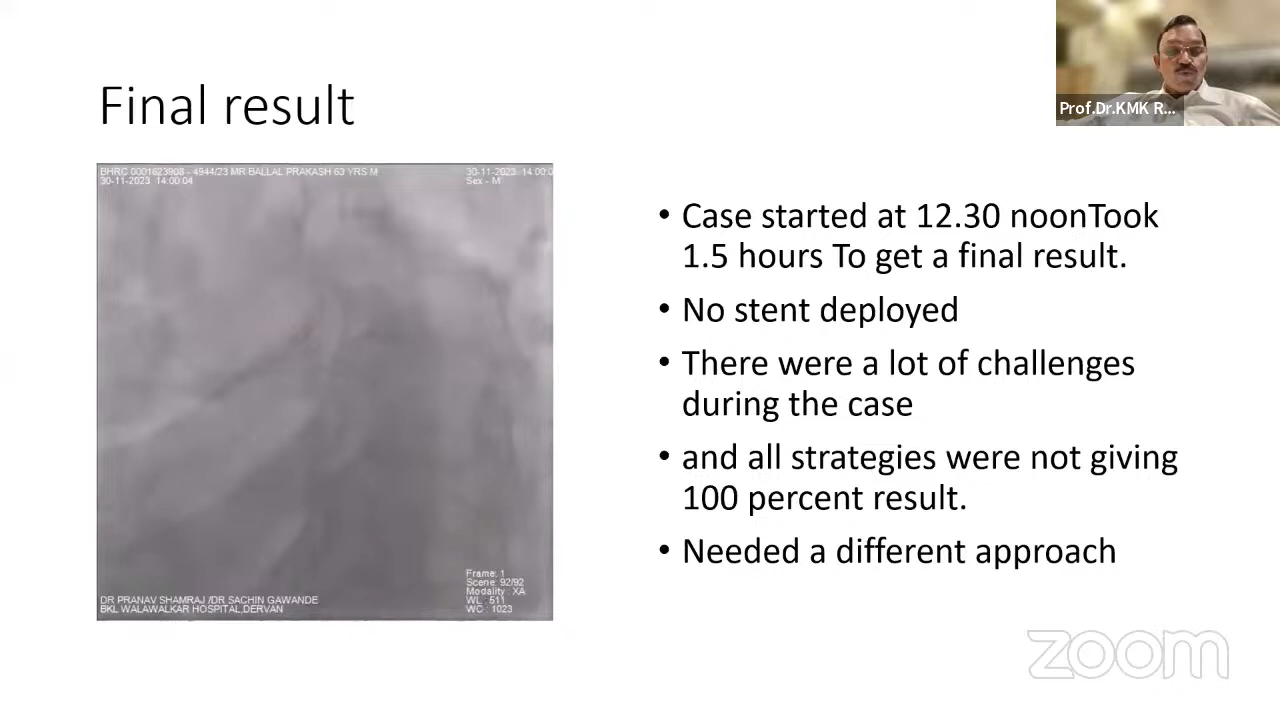 Final result
Prof.Dr.KMK R...
BHRC 0001623908 - 4944/23 MR BALLAL PRAKASH 63 YRS M
30-11-2023 14:00:04
30-11-2023 14:00:0
Sex - M
Frame: 1
Scene: 92/92
Modality : XA
WL : 511
WC : 1023
DR PRANAV SHAMRAJ /DR SACHIN GAWANDE
BKL WALAWALKAR HOSPITAL,DERVAN
• Case started at 12.30 noonTook
1.5 hours To get a final result.
• No stent deployed
• There were a lot of challenges
during the case
• and all strategies were not giving
100 percent result.
• Needed a different approach
zoom